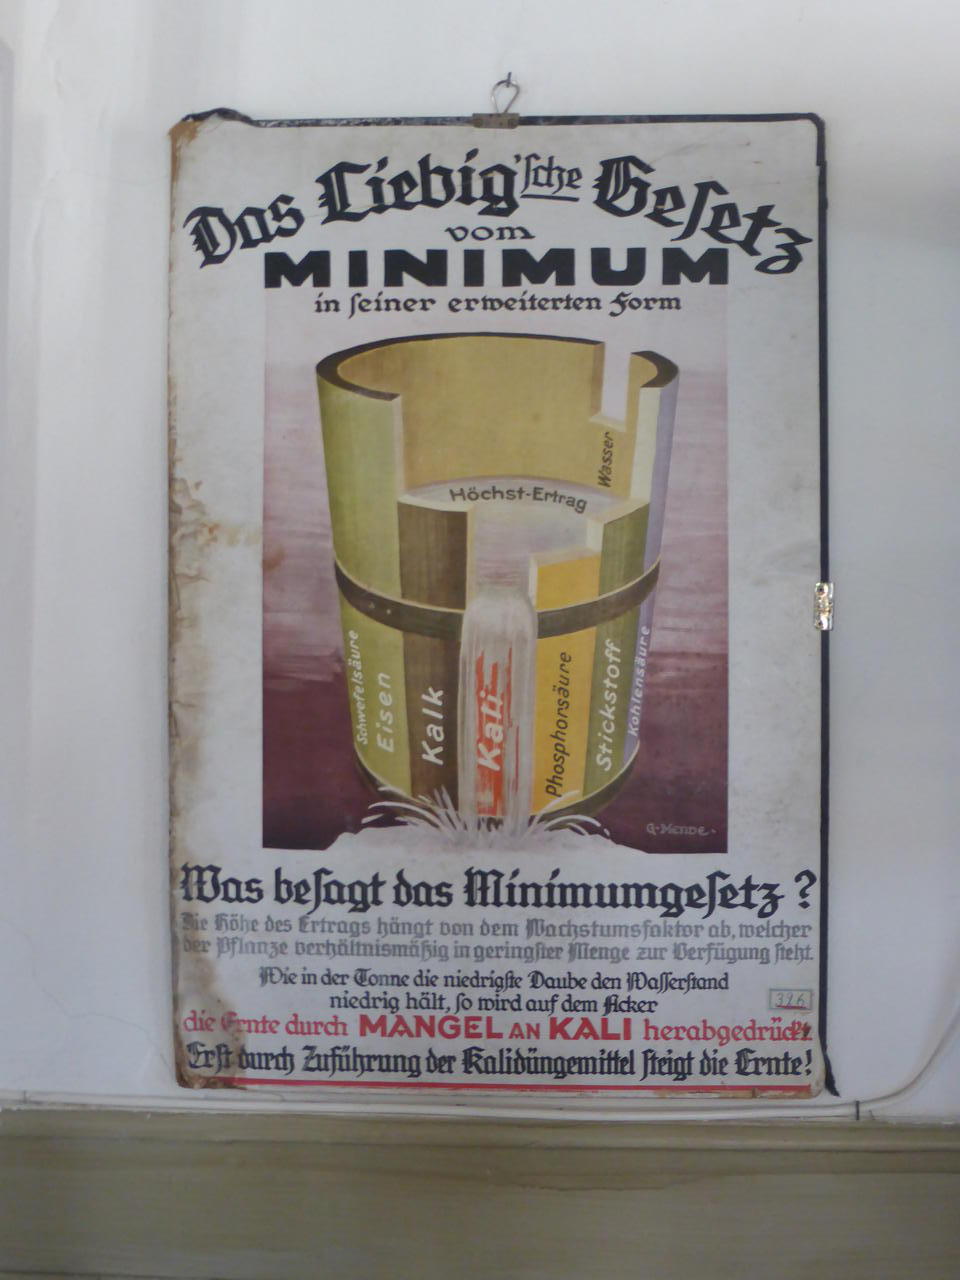 Das Liebig'sche Gesetz
vom
MINIMUM
in seiner erweiterten Form
Wasser
Höchst-Ertrag
Schwefelsäure
Eisen
Kalk
Kali
Phosphorsäure
Stickstoff
Kohlensäure
G. Mende.
Was besagt das Minimumgesetz?
Die Höhe des Ertrags hängt von dem Wachstumsfaktor ab, welcher
der Pflanze verhältnismäßig in geringster Menge zur Verfügung steht.
Wie in der Tonne die niedrigste Daube den Wasserstand
niedrig hält, so wird auf dem Acker
326
die Ernte durch MANGEL AN KALI herabgedrückt.
Erst durch Zuführung der Kalidüngemittel steigt die Ernte!